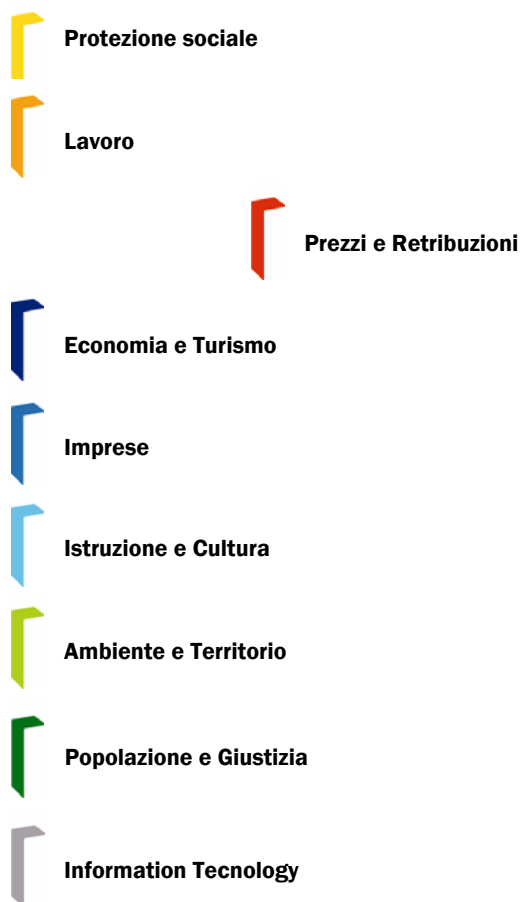 Protezione sociale
Lavoro
Prezzi e Retribuzioni
Economia e Turismo
Imprese
Istruzione e Cultura
Ambiente e Territorio
Popolazione e Giustizia
Information Tecnology